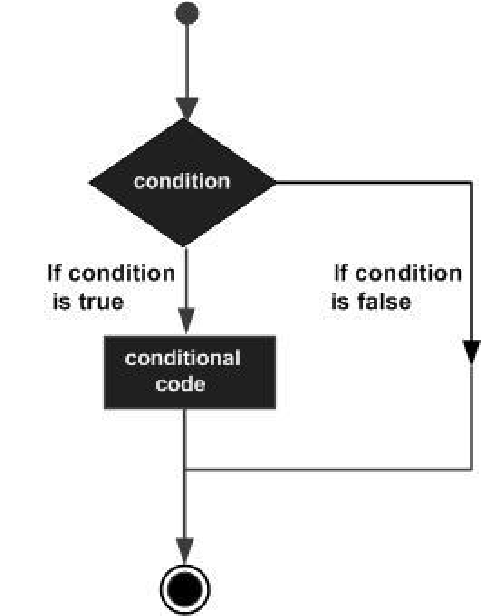 condition
If condition
is true
If condition
is false
conditional
code